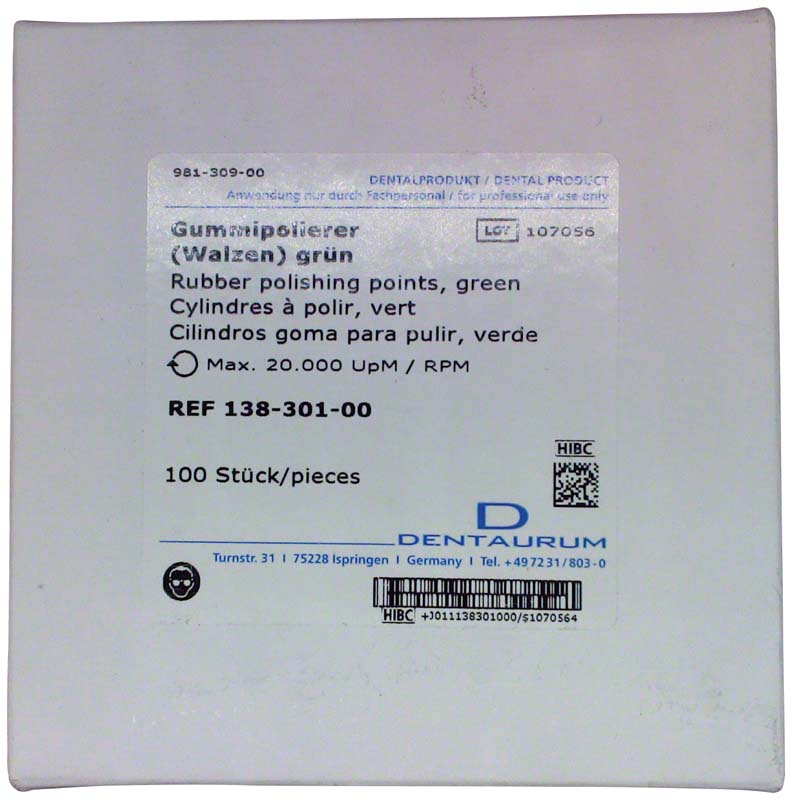 981-309-00
DENTALPRODUKT / DENTAL PRODUCT
Anwendung nur durch Fachpersonal / for professional use only
Gummipolierer
LOT 107056
(Walzen) grün
Rubber polishing points, green
Cylindres à polir, vert
Cilindros goma para pulir, verde
Max. 20.000 UpM / RPM
REF 138-301-00
HIBC
100 Stück/pieces
D
DENTAURUM
Turnstr. 31 I 75228 Ispringen I Germany I Tel. +497231/803-0
HIBC +J011138301000/$1070564